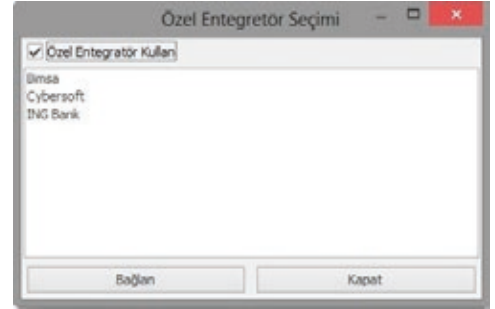 Özel Entegretör Seçimi
Özel Entegratör Kullan
Bimsa
Cybersoft
ING Bank
Bağlan
Kapat